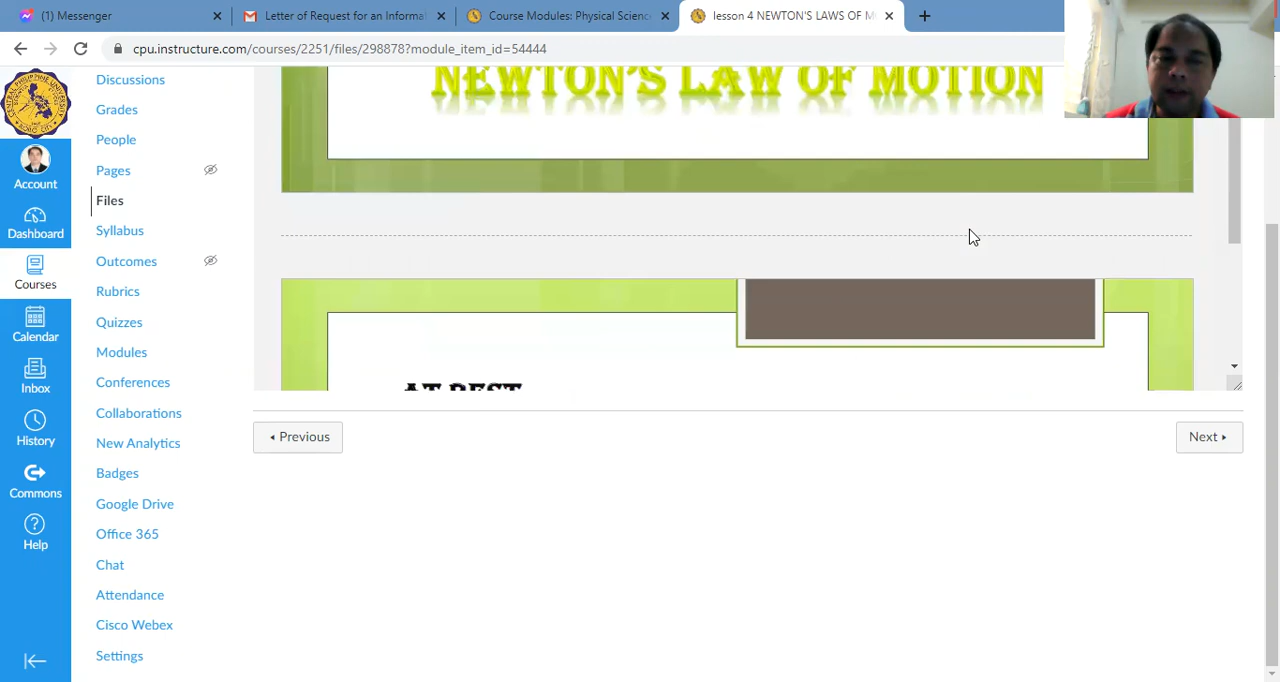 (1) Messenger
Letter of Request for an Informa
Course Modules: Physical Science
lesson 4 NEWTON'S LAWS OF M
cpu.instructure.com/courses/2251/files/298878?module_item_id=54444
Account
Dashboard
Courses
Calendar
Inbox
History
Commons
Help
Discussions
Grades
People
Pages
Files
Syllabus
Outcomes
Rubrics
Quizzes
Modules
Conferences
Collaborations
New Analytics
Badges
Google Drive
Office 365
Chat
Attendance
Cisco Webex
Settings
NEWTON'S LAW OF MOTION
AT REST
Previous
Next